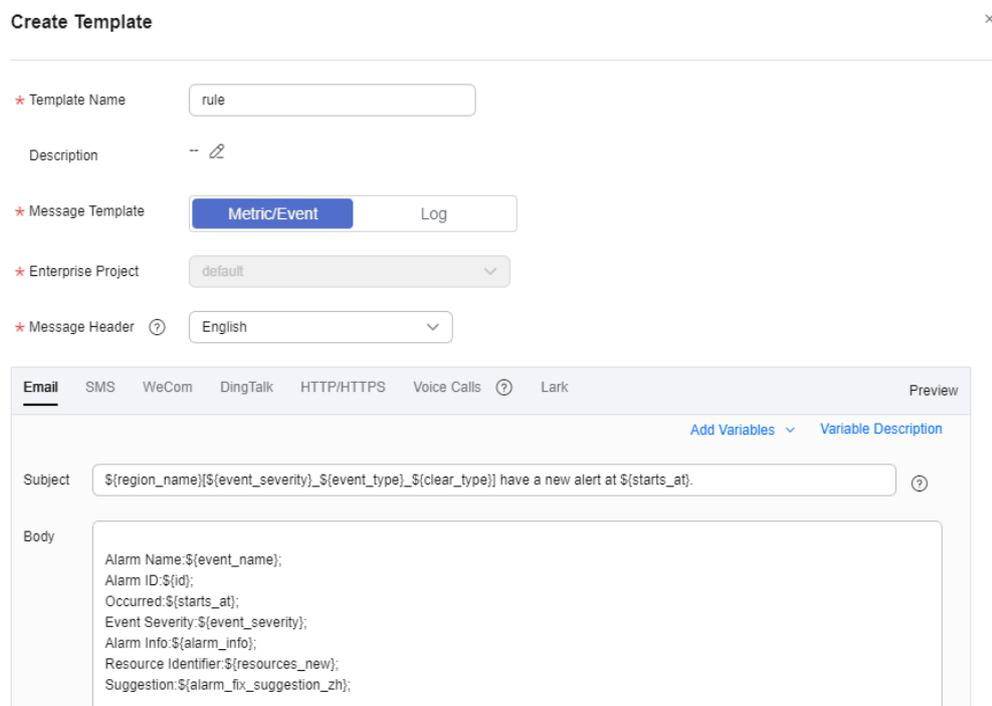 Create Template
* Template Name rule
Description --
* Message Template Metric/Event Log
* Enterprise Project default
* Message Header English
Email SMS WeCom DingTalk HTTP/HTTPS Voice Calls Lark Preview
Add Variables Variable Description
Subject ${region_name}[${event_severity}_${event_type}_${clear_type}] have a new alert at ${starts_at}.
Body
Alarm Name:${event_name};
Alarm ID:${id};
Occurred:${starts_at};
Event Severity:${event_severity};
Alarm Info:${alarm_info};
Resource Identifier:${resources_new};
Suggestion:${alarm_fix_suggestion_zh};